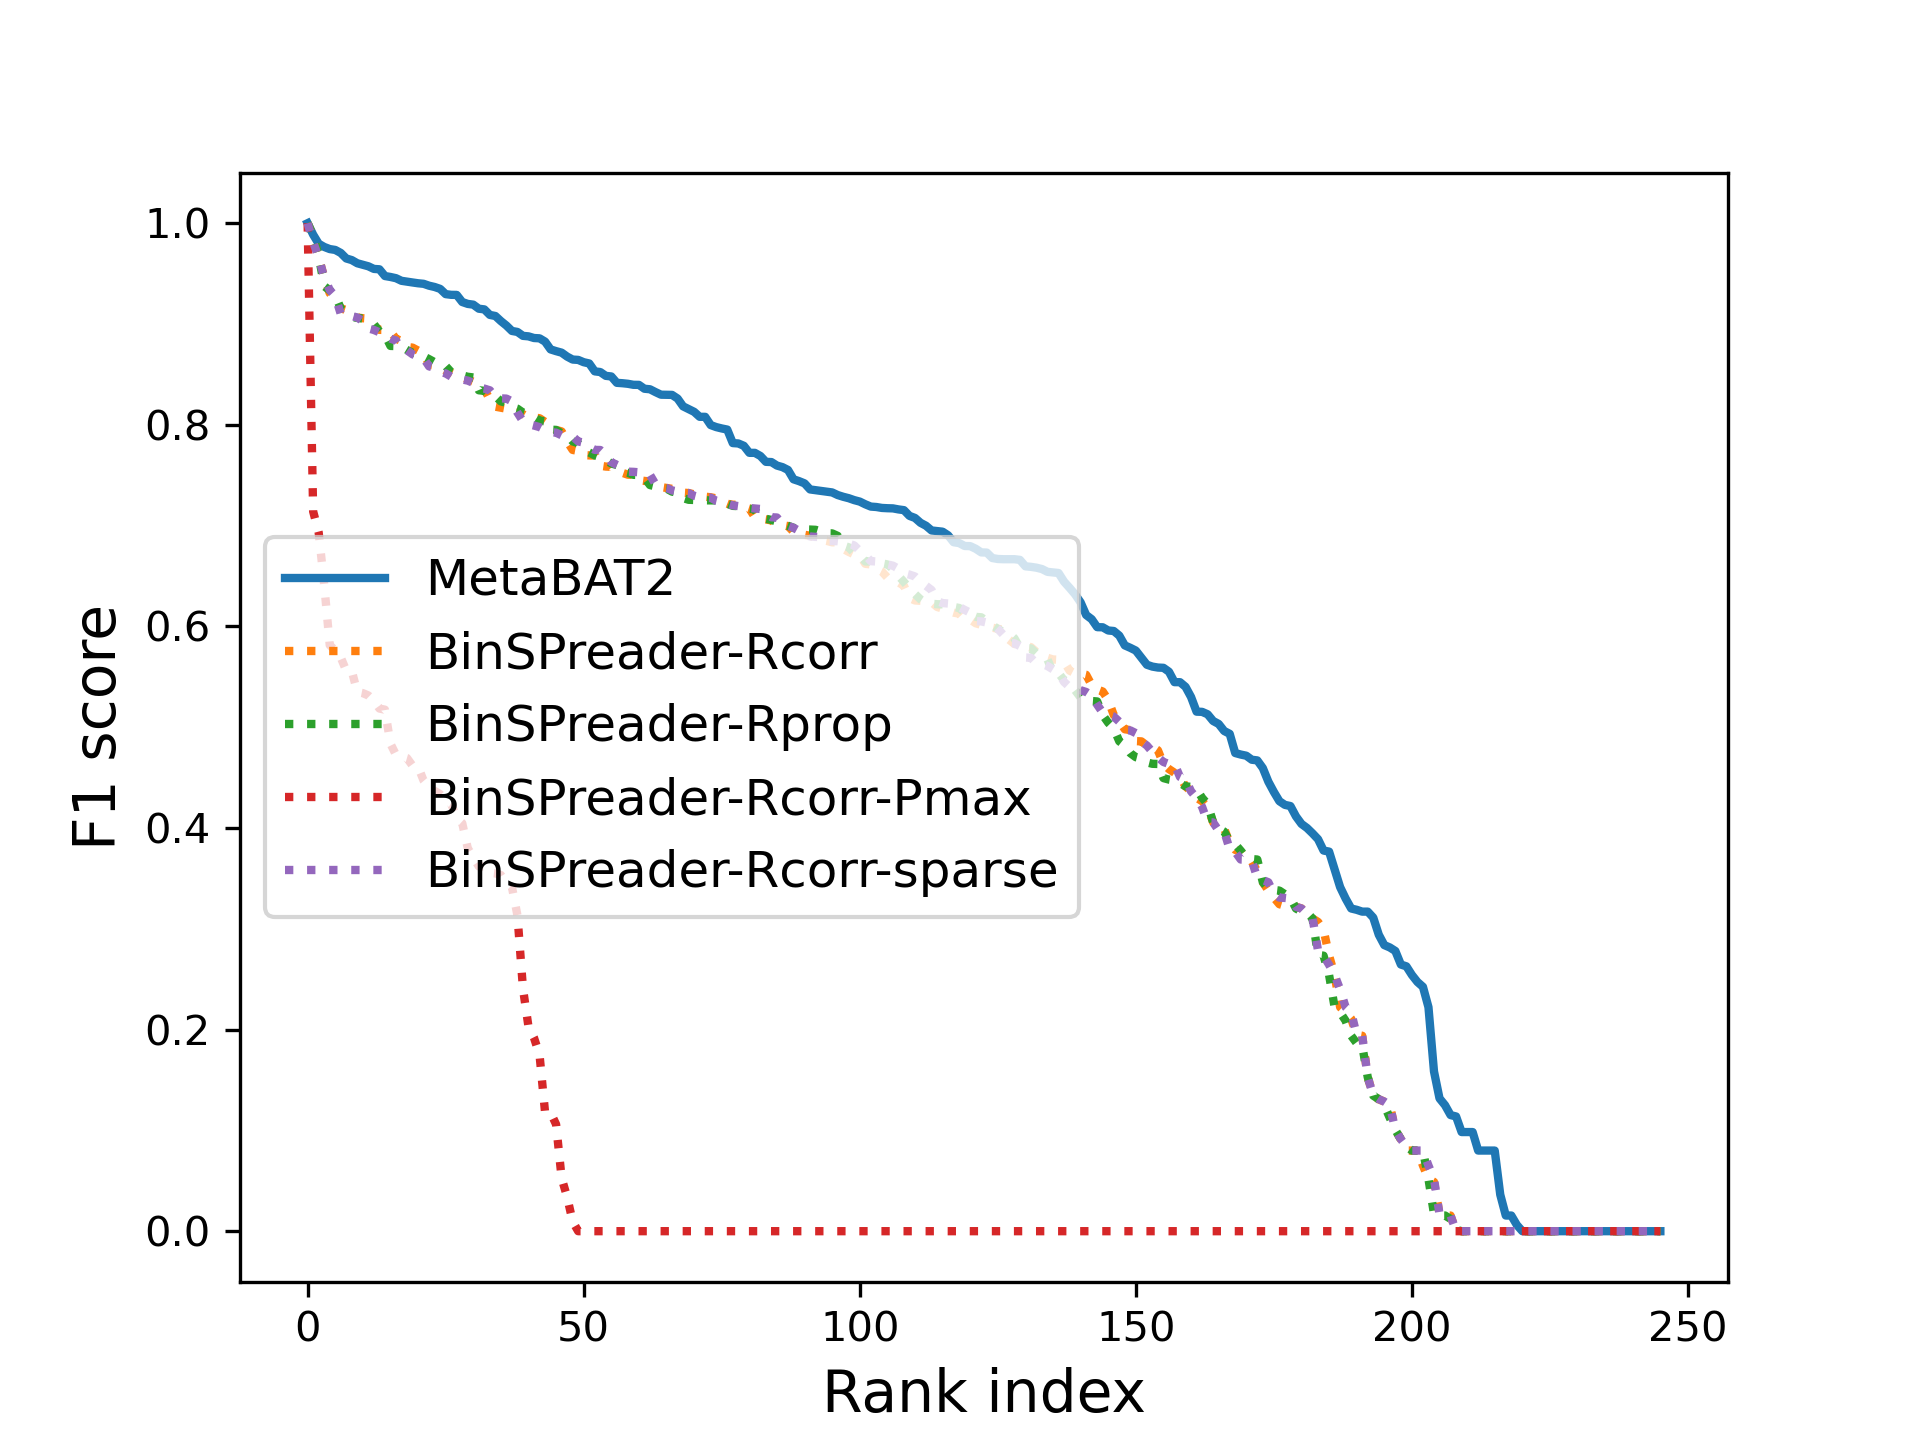 1.0
0.8
0.6
0.4
0.2
0.0
F1 score
MetaBAT2
BinSPreader-Rcorr
BinSPreader-Rprop
BinSPreader-Rcorr-Pmax
BinSPreader-Rcorr-sparse
0 50 100 150 200 250
Rank index